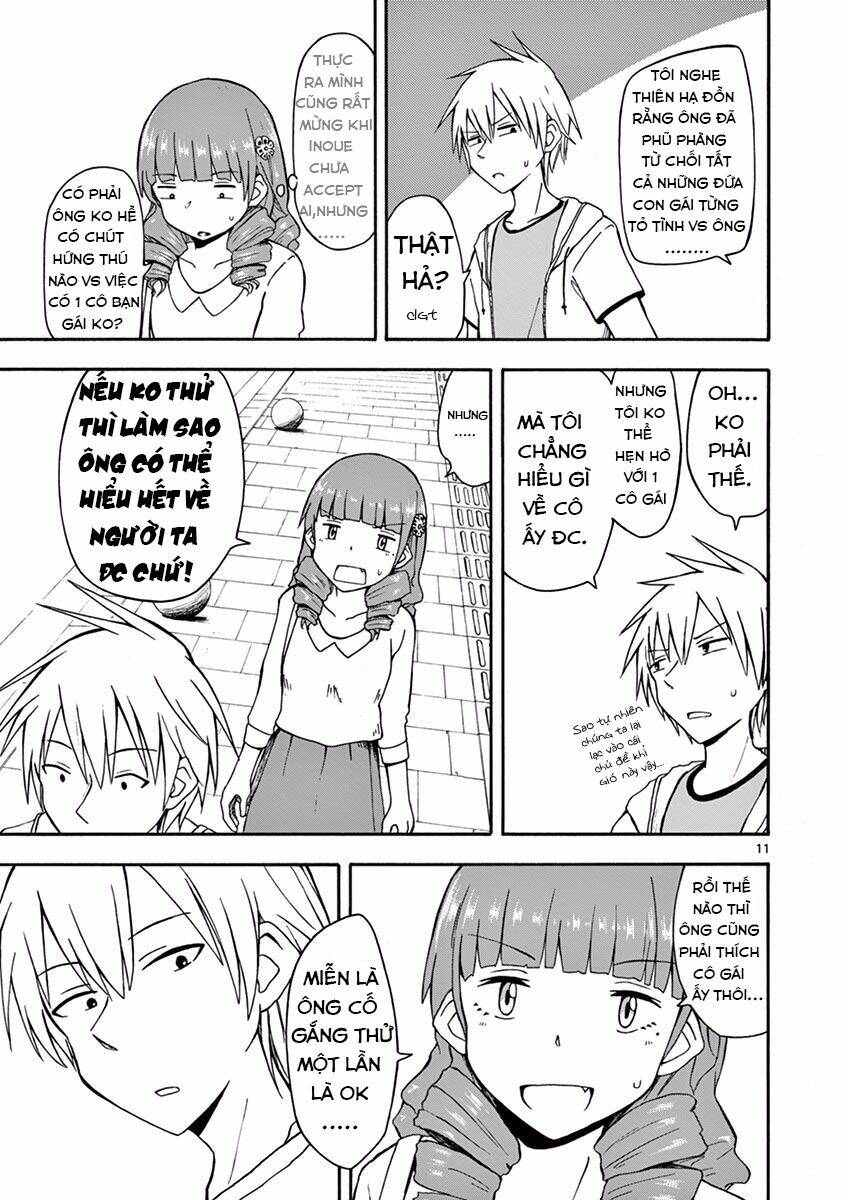 TÔI NGHE
THIÊN HẠ ĐỒN
RẰNG ÔNG ĐÃ
PHŨ PHÀNG
TỪ CHỐI TẤT
CẢ NHỮNG ĐỨA
CON GÁI TỪNG
TỎ TÌNH VS ÔNG
........
THẬT
HẢ?
clgt
THỰC
RA MÌNH
CŨNG RẤT
MỪNG KHI
INOUE
CHƯA
ACCEPT
AI,NHƯNG
.....
CÓ PHẢI
ÔNG KO HỀ
CÓ CHÚT
HỨNG THÚ
NÀO VS VIỆC
CÓ 1 CÔ BẠN
GÁI KO?
OH...
KO
PHẢI
THẾ.
NHƯNG
TÔI KO
THỂ
HẸN HÒ
VỚI 1
CÔ GÁI
MÀ TÔI
CHẲNG
HIỂU GÌ
VỀ CÔ
ẤY ĐC.
Sao tự nhiên
chúng ta lại
lạc vào cái
chủ đề khỉ
gió này vậy...
NHƯNG
.....
NẾU KO THỬ
THÌ LÀM SAO
ÔNG CÓ THỂ
HIỂU HẾT VỀ
NGƯỜI TA
ĐC CHỨ!
11
RỒI THẾ
NÀO THÌ
ÔNG CŨNG
PHẢI THÍCH
CÔ GÁI
ẤY THÔI...
MIỄN LÀ
ÔNG CỐ
GẮNG THỬ
MỘT LẦN
LÀ OK
.....